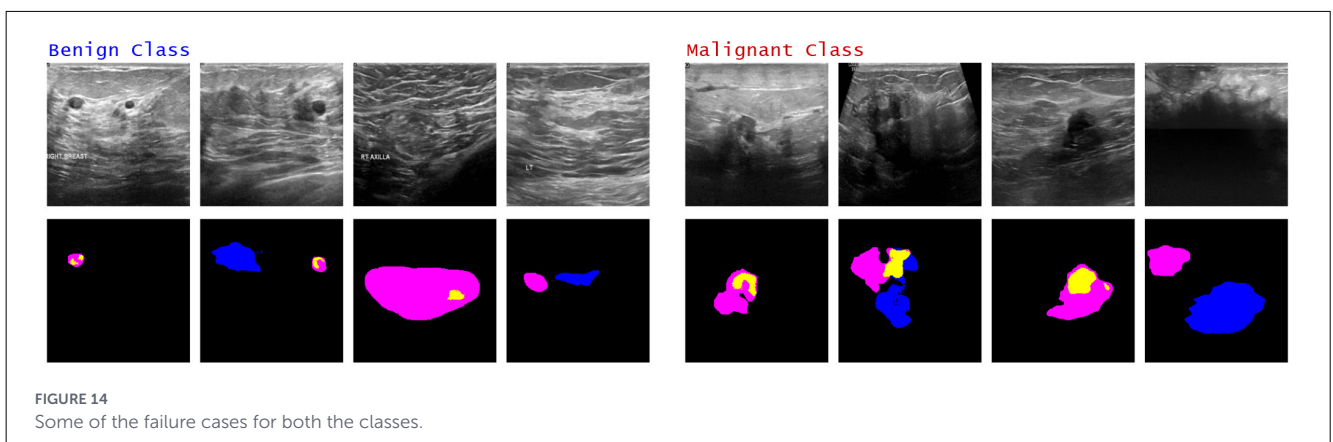 Benign Class
Malignant Class
IGHT BREAST
RT AXILLA
LT
FIGURE 14
Some of the failure cases for both the classes.